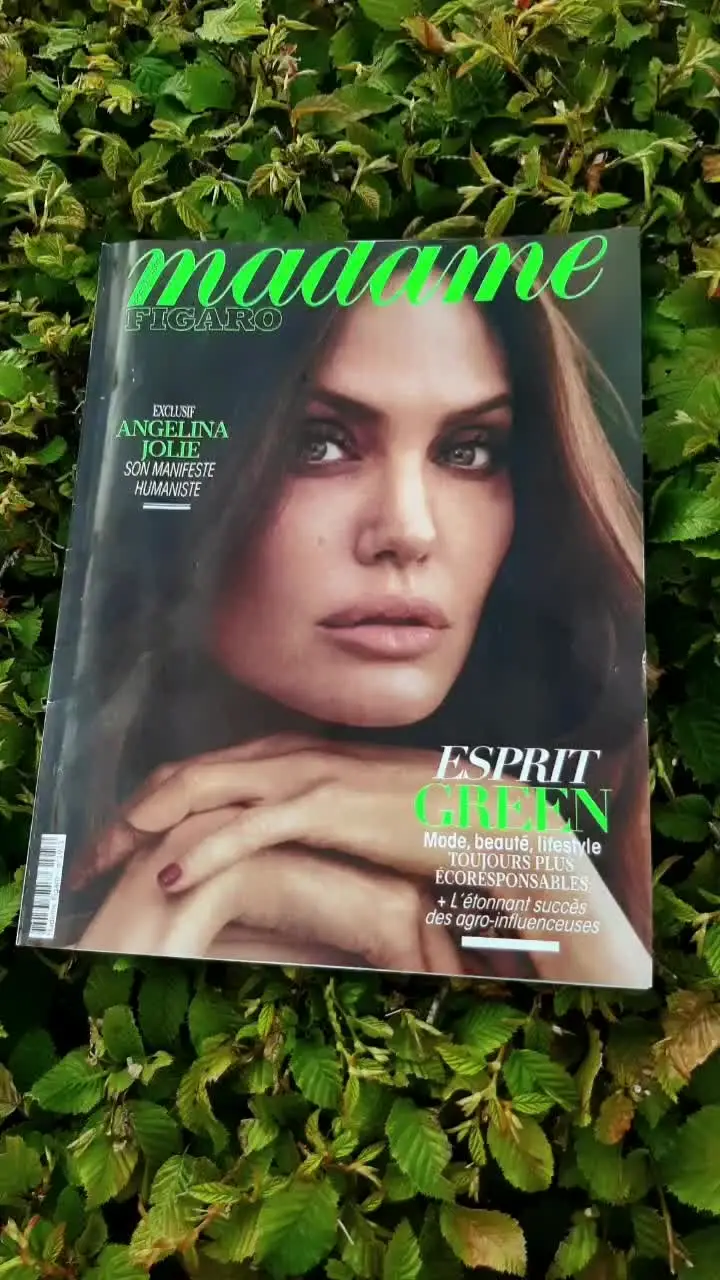 madame
FIGARO
EXCLUSIF
ANGELINA
JOLIE
SON MANIFESTE
HUMANISTE
ESPRIT
GREEN
Mode, beauté, lifestyle
TOUJOURS PLUS
ÉCORESPONSABLES
+ L'étonnant succès
des agro-influenceuses